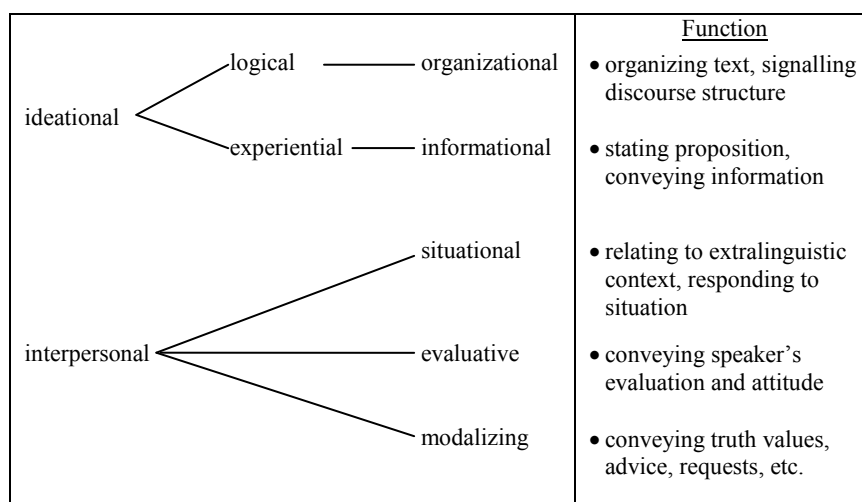 Function
logical organizational
• organizing text, signalling
discourse structure
ideational
experiential informational
• stating proposition,
conveying information
situational
• relating to extralinguistic
context, responding to
situation
interpersonal
evaluative
• conveying speaker's
evaluation and attitude
modalizing
• conveying truth values,
advice, requests, etc.